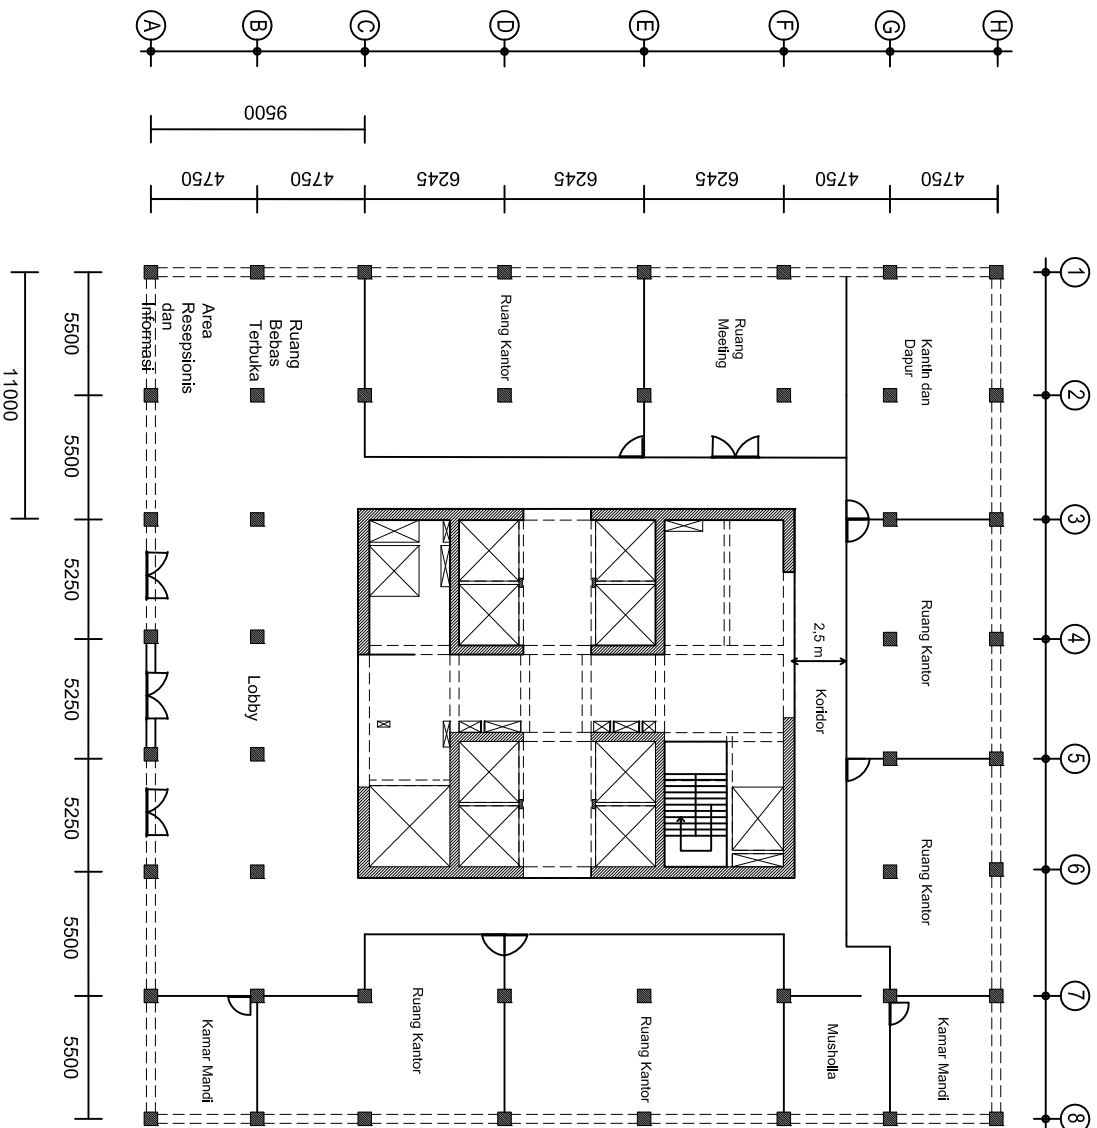 A
B
C
D
E
F
G
H
9500
4750
4750
6245
6245
6245
4750
4750
1
2
3
4
5
6
7
8
11000
5500
5500
5250
5250
5250
5500
5500
Area
Resepsionis
dan
Informasi
Ruang
Bebas
Terbuka
Ruang Kantor
Ruang
Meeting
Kantin dan
Dapur
Ruang Kantor
2,5 m
Koridor
Lobby
Ruang Kantor
Ruang Kantor
Ruang Kantor
Musholla
Kamar Mandi
Kamar Mandi